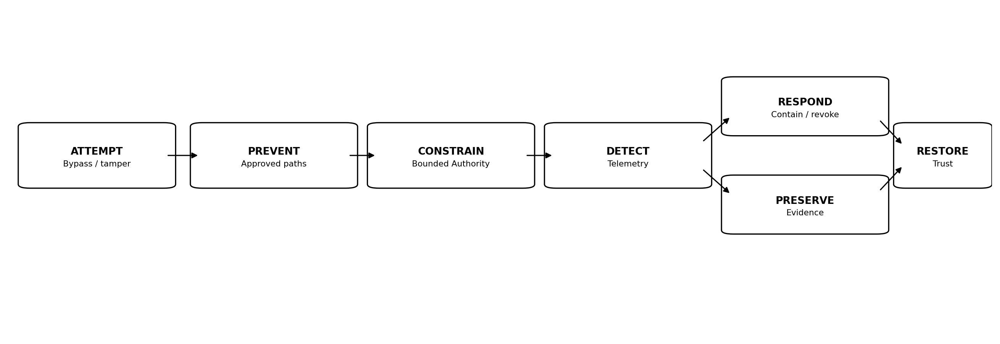 ATTEMPT
Bypass / tamper
PREVENT
Approved paths
CONSTRAIN
Bounded Authority
DETECT
Telemetry
RESPOND
Contain / revoke
PRESERVE
Evidence
RESTORE
Trust